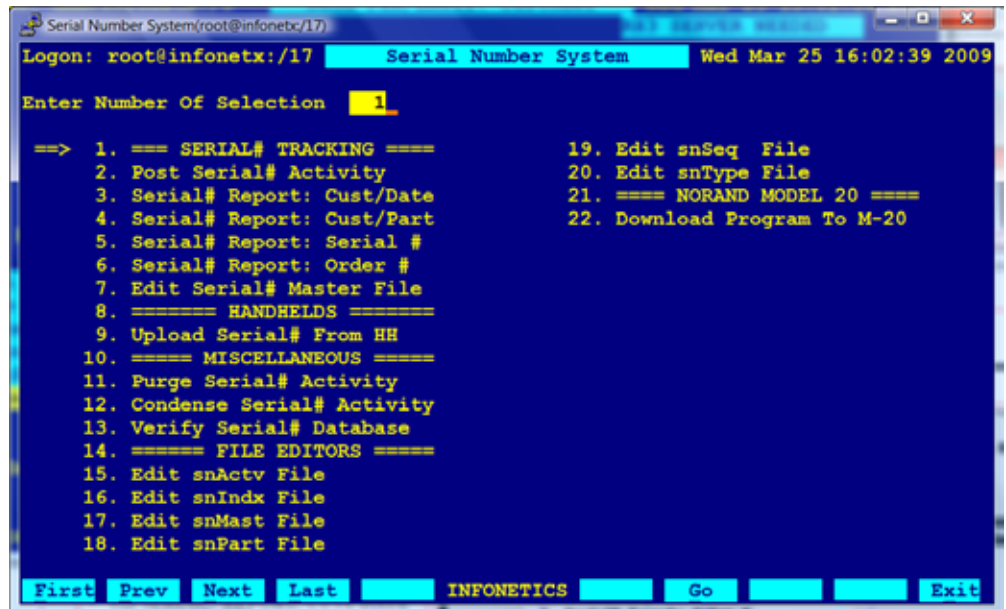 Serial Number System(root@infonetx/17)
Logon: root@infonetx:/17 Serial Number System Wed Mar 25 16:02:39 2009
Enter Number Of Selection 1_
==> 1. === SERIAL# TRACKING ====
2. Post Serial# Activity
3. Serial# Report: Cust/Date
4. Serial# Report: Cust/Part
5. Serial# Report: Serial #
6. Serial# Report: Order #
7. Edit Serial# Master File
8. ======= HANDHELDS =======
9. Upload Serial# From HH
10. ===== MISCELLANEOUS =====
11. Purge Serial# Activity
12. Condense Serial# Activity
13. Verify Serial# Database
14. ====== FILE EDITORS =====
15. Edit snActv File
16. Edit snIndx File
17. Edit snMast File
18. Edit snPart File
19. Edit snSeq File
20. Edit snType File
21. ==== NORAND MODEL 20 ====
22. Download Program To M-20
First Prev Next Last INFONETICS Go Exit